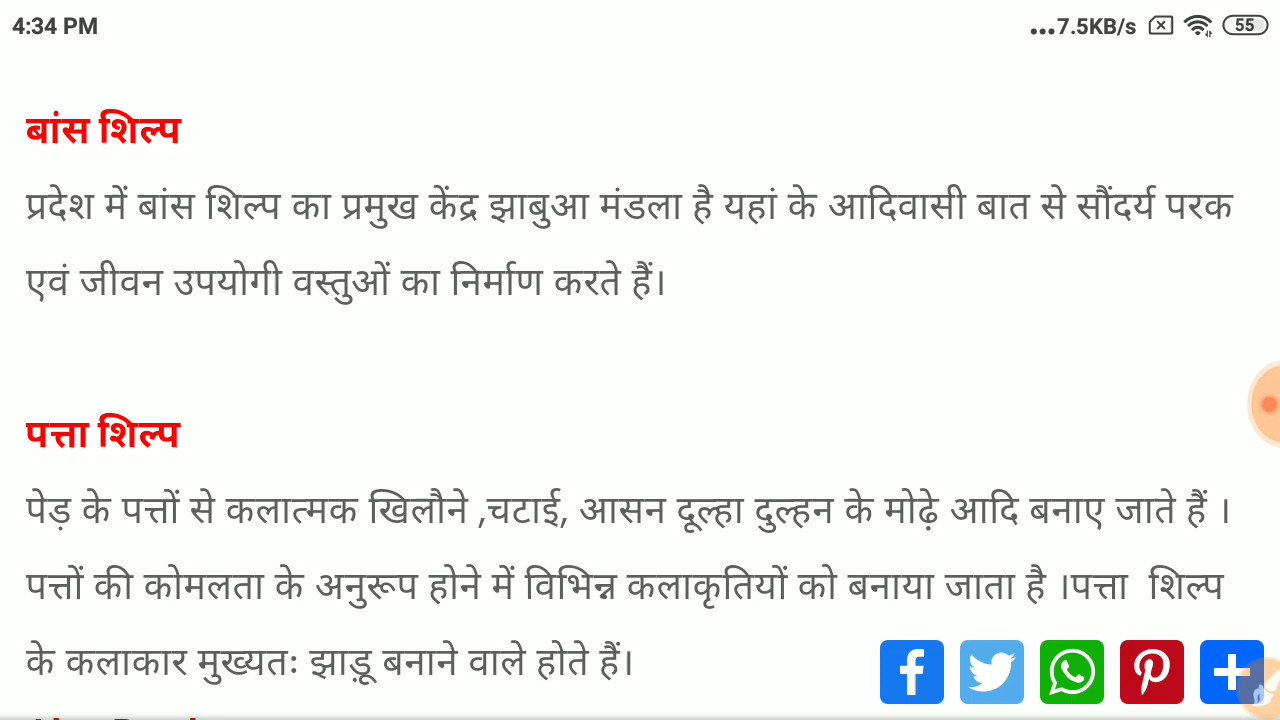 4:34 PM ...7.5KB/s 55
बांस शिल्प
प्रदेश में बांस शिल्प का प्रमुख केंद्र झाबुआ मंडला है यहां के आदिवासी बात से सौंदर्य परक
एवं जीवन उपयोगी वस्तुओं का निर्माण करते हैं।
पत्ता शिल्प
पेड़ के पत्तों से कलात्मक खिलौने ,चटाई, आसन दूल्हा दुल्हन के मोढ़े आदि बनाए जाते हैं ।
पत्तों की कोमलता के अनुरूप होने में विभिन्न कलाकृतियों को बनाया जाता है ।पत्ता शिल्प
के कलाकार मुख्यतः झाड़ू बनाने वाले होते हैं।